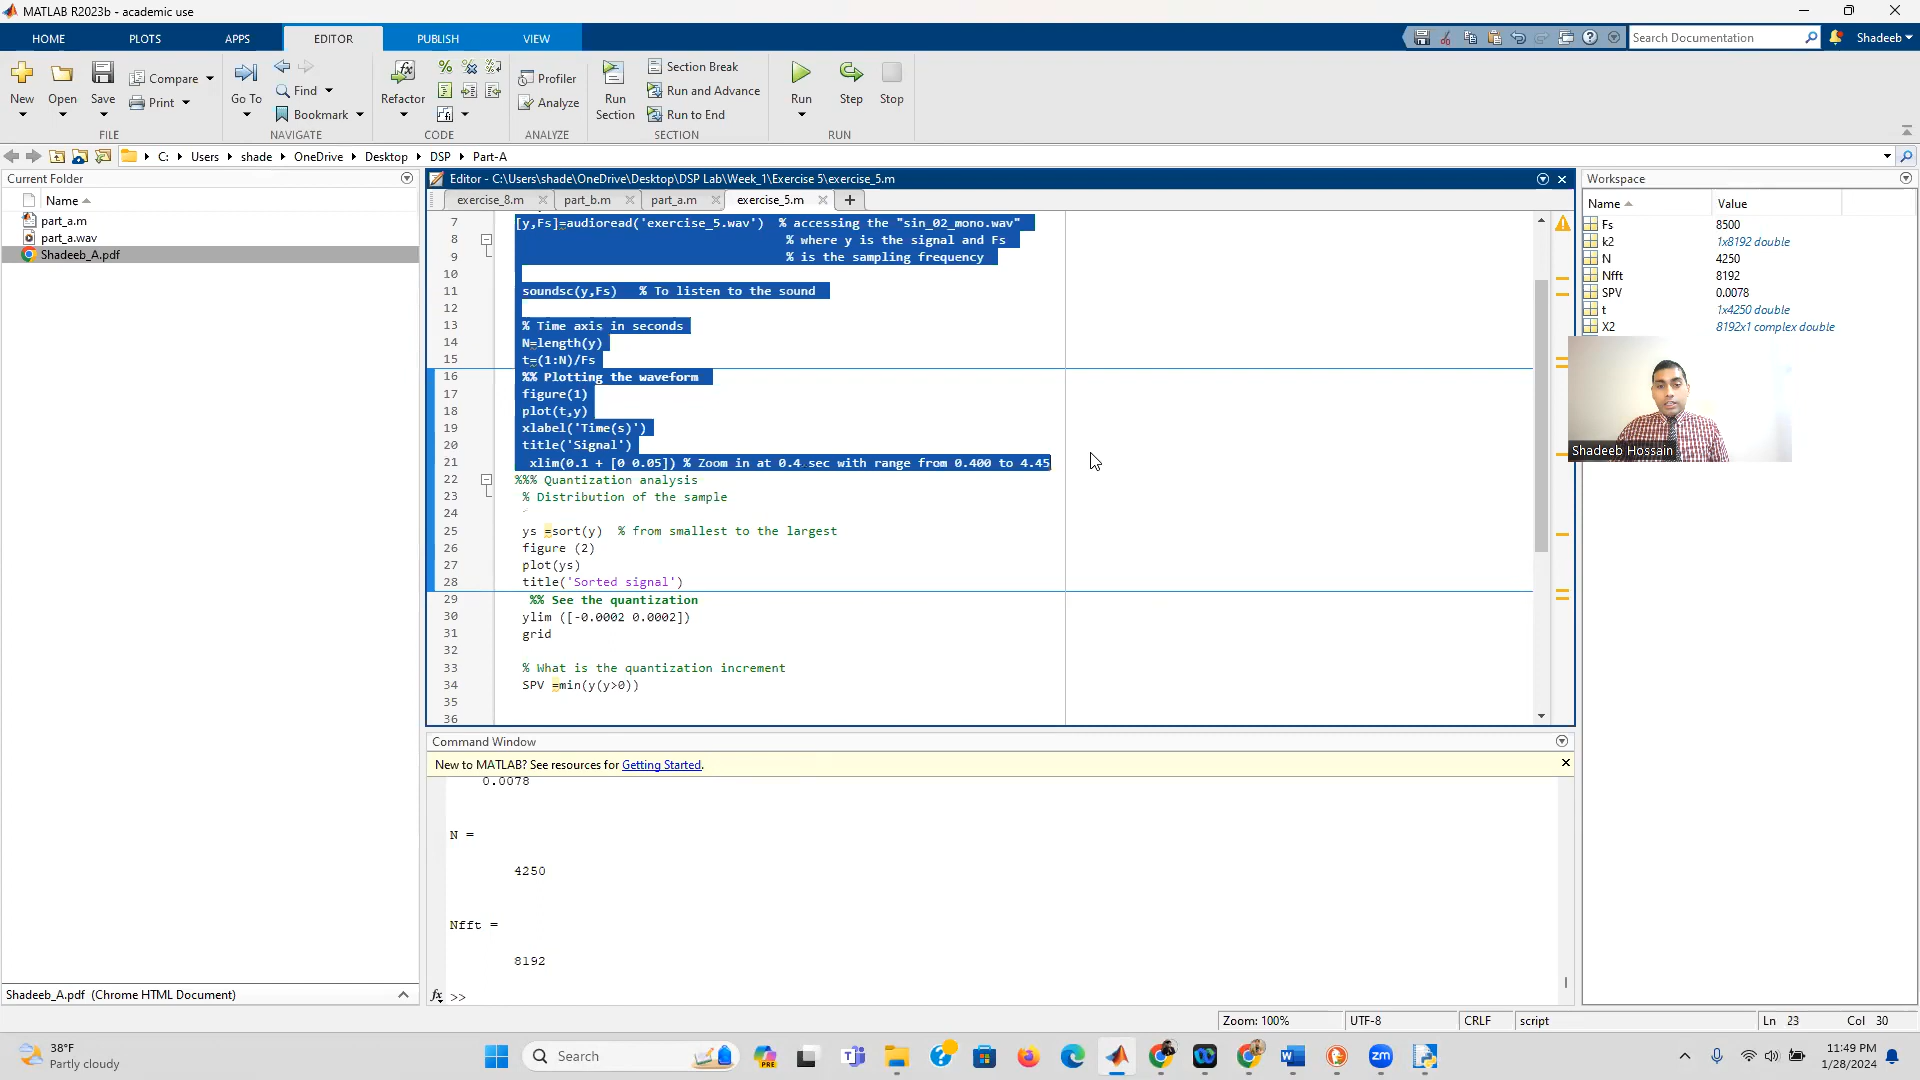 MATLAB R2023b - academic use
HOME PLOTS APPS EDITOR PUBLISH VIEW
Search Documentation
Shadeeb
New Open Save Compare Print
Go To Find Bookmark
Refactor
Profiler
Analyze
Run Section
Section Break
Run and Advance
Run to End
Run Step Stop
FILE NAVIGATE CODE ANALYZE SECTION RUN
C: Users shade OneDrive Desktop DSP Part-A
Current Folder
Name
part_a.m
part_a.wav
Shadeeb_A.pdf
Shadeeb_A.pdf (Chrome HTML Document)
Editor - C:\Users\shade\OneDrive\Desktop\DSP Lab\Week_1\Exercise 5\exercise_5.m
exercise_8.m part_b.m part_a.m exercise_5.m
7 [y,Fs]=audioread('exercise_5.wav') % accessing the "sin_02_mono.wav"
8 % where y is the signal and Fs
9 % is the sampling frequency
10
11 soundsc(y,Fs) % To listen to the sound
12
13 % Time axis in seconds
14 N=length(y)
15 t=(1:N)/Fs
16 %% Plotting the waveform
17 figure(1)
18 plot(t,y)
19 xlabel('Time(s)')
20 title('Signal')
21 xlim(0.1 + [0 0.05]) % Zoom in at 0.4 sec with range from 0.400 to 4.45
22 %%% Quantization analysis
23 % Distribution of the sample
24
25 ys =sort(y) % from smallest to the largest
26 figure (2)
27 plot(ys)
28 title('Sorted signal')
29 %% See the quantization
30 ylim ([-0.0002 0.0002])
31 grid
32
33 % What is the quantization increment
34 SPV =min(y(y>0))
35
36
Command Window
New to MATLAB? See resources for Getting Started.
0.0078
N =
4250
Nfft =
8192
fx >>
Workspace
Name Value
Fs 8500
k2 1x8192 double
N 4250
Nfft 8192
SPV 0.0078
t 1x4250 double
X2 8192x1 complex double
Shadeeb Hossain
Zoom: 100% UTF-8 CRLF script Ln 23 Col 30
38°F
Partly cloudy
Search
PRE
zm
11:49 PM
1/28/2024